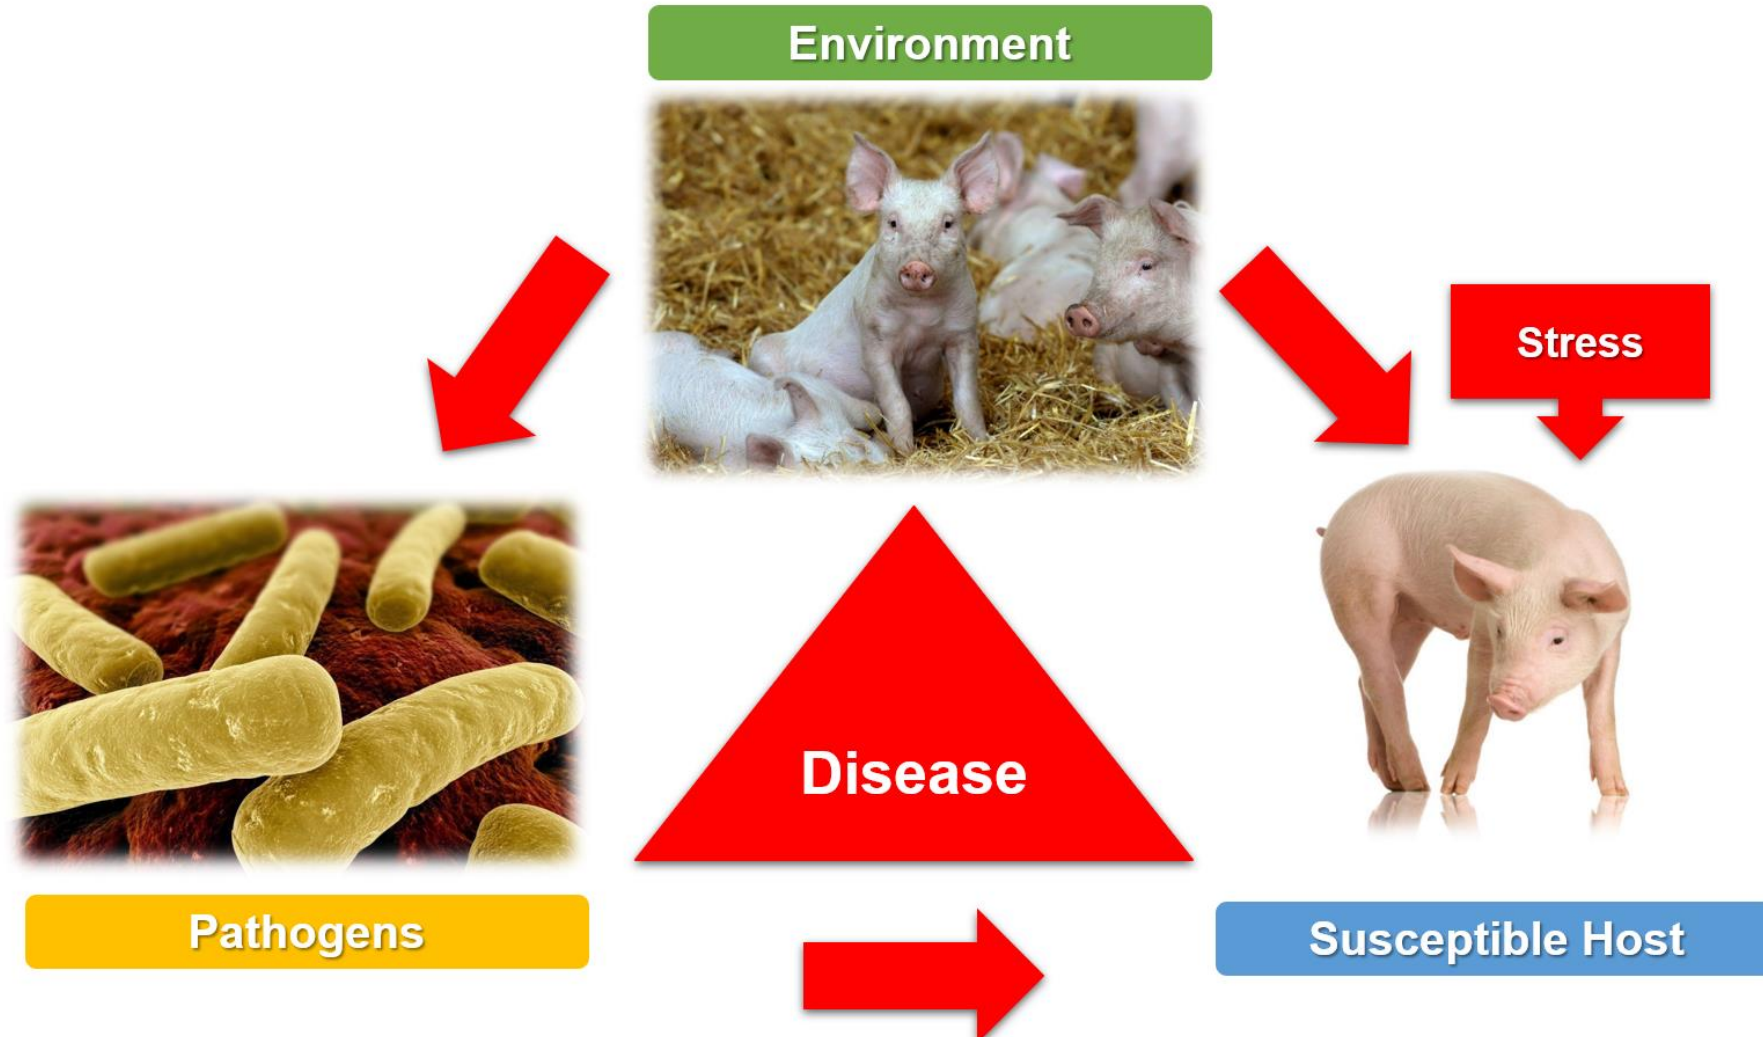 Environment
Stress
Disease
Pathogens
Susceptible Host